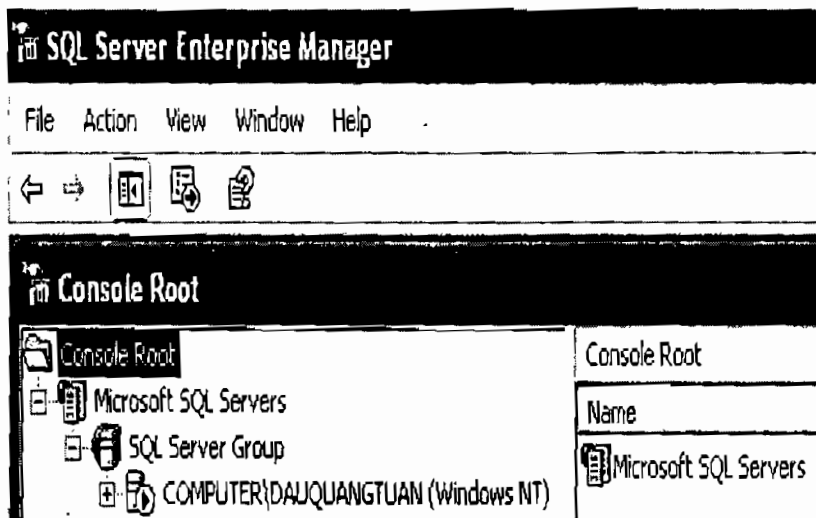 SQL Server Enterprise Manager
File Action View Window Help
Console Root
Console Root
Microsoft SQL Servers
SQL Server Group
COMPUTER\DAUQUANGTUAN (Windows NT)
Console Root
Name
Microsoft SQL Servers